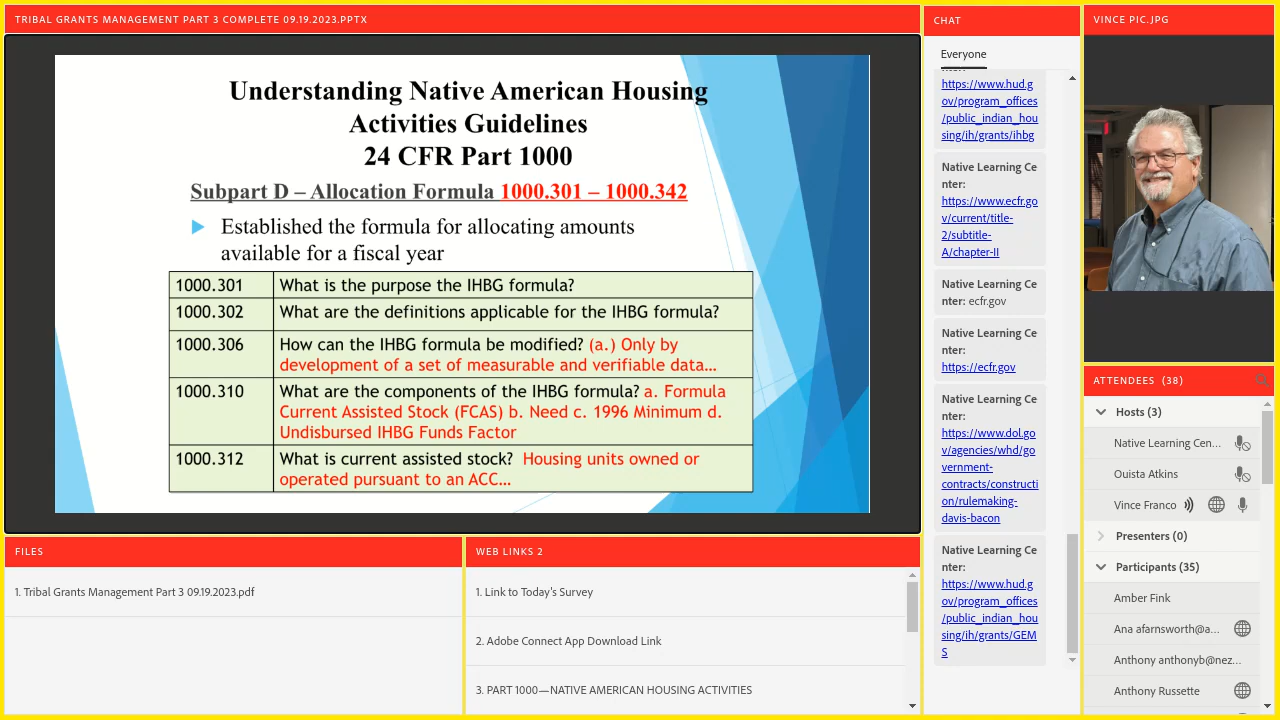 TRIBAL GRANTS MANAGEMENT PART 3 COMPLETE 09.19.2023.PPTX
Understanding Native American Housing
Activities Guidelines
24 CFR Part 1000
Subpart D – Allocation Formula 1000.301 – 1000.342
Established the formula for allocating amounts
available for a fiscal year
1000.301 What is the purpose the IHBG formula?
1000.302 What are the definitions applicable for the IHBG formula?
1000.306 How can the IHBG formula be modified? (a.) Only by
development of a set of measurable and verifiable data...
1000.310 What are the components of the IHBG formula? a. Formula
Current Assisted Stock (FCAS) b. Need c. 1996 Minimum d.
Undisbursed IHBG Funds Factor
1000.312 What is current assisted stock? Housing units owned or
operated pursuant to an ACC...
FILES
1. Tribal Grants Management Part 3 09.19.2023.pdf
WEB LINKS 2
1. Link to Today's Survey
2. Adobe Connect App Download Link
3. PART 1000—NATIVE AMERICAN HOUSING ACTIVITIES
CHAT
Everyone
https://www.hud.g
ov/program_offices
/public_indian_hou
sing/ih/grants/ihbg
Native Learning Ce
nter:
https://www.ecfr.go
v/current/title-
2/subtitle-
A/chapter-II
Native Learning Ce
nter: ecfr.gov
Native Learning Ce
nter:
https://ecfr.gov
Native Learning Ce
nter:
https://www.dol.go
v/agencies/whd/go
vernment-
contracts/constructi
on/rulemaking-
davis-bacon
Native Learning Ce
nter:
https://www.hud.g
ov/program_offices
/public_indian_hou
sing/ih/grants/GEM
S
VINCE PIC.JPG
ATTENDEES (38)
Hosts (3)
Native Learning Cen...
Ouista Atkins
Vince Franco
Presenters (0)
Participants (35)
Amber Fink
Ana afarnsworth@a...
Anthony anthonyb@nez...
Anthony Russette